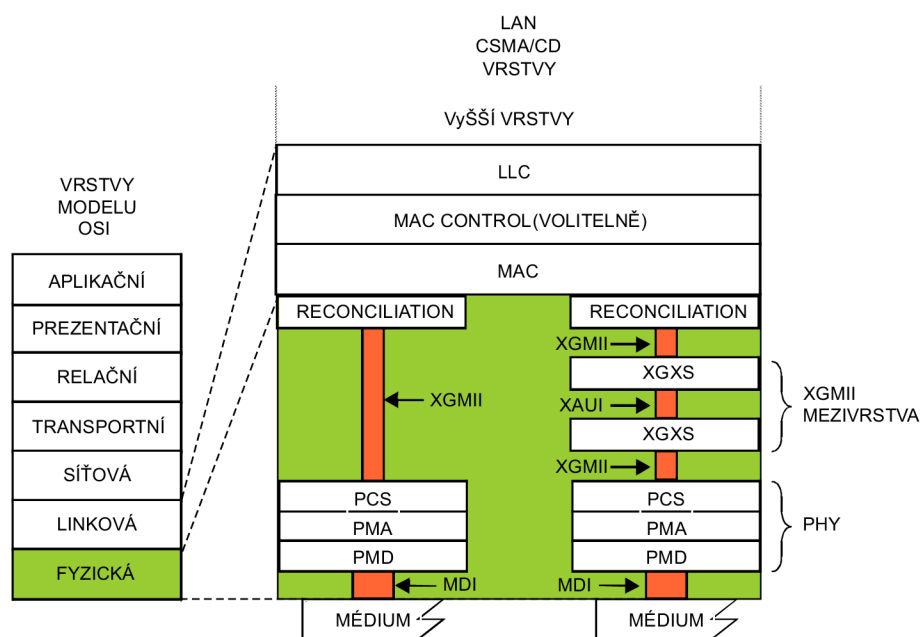 LAN
CSMA/CD
VRSTVY
VyŠŠÍ VRSTVY
LLC
MAC CONTROL(VOLITELNĚ)
MAC
VRSTVY
MODELU
OSI
APLIKAČNÍ
PREZENTAČNÍ
RELAČNÍ
TRANSPORTNÍ
SÍŤOVÁ
LINKOVÁ
FYZICKÁ
RECONCILIATION
XGMII
PCS
PMA
PMD
MDI
MÉDIUM
RECONCILIATION
XGMII
XGXS
XAUI
XGXS
XGMII
PCS
PMA
PMD
MDI
MÉDIUM
XGMII
MEZIVRSTVA
PHY